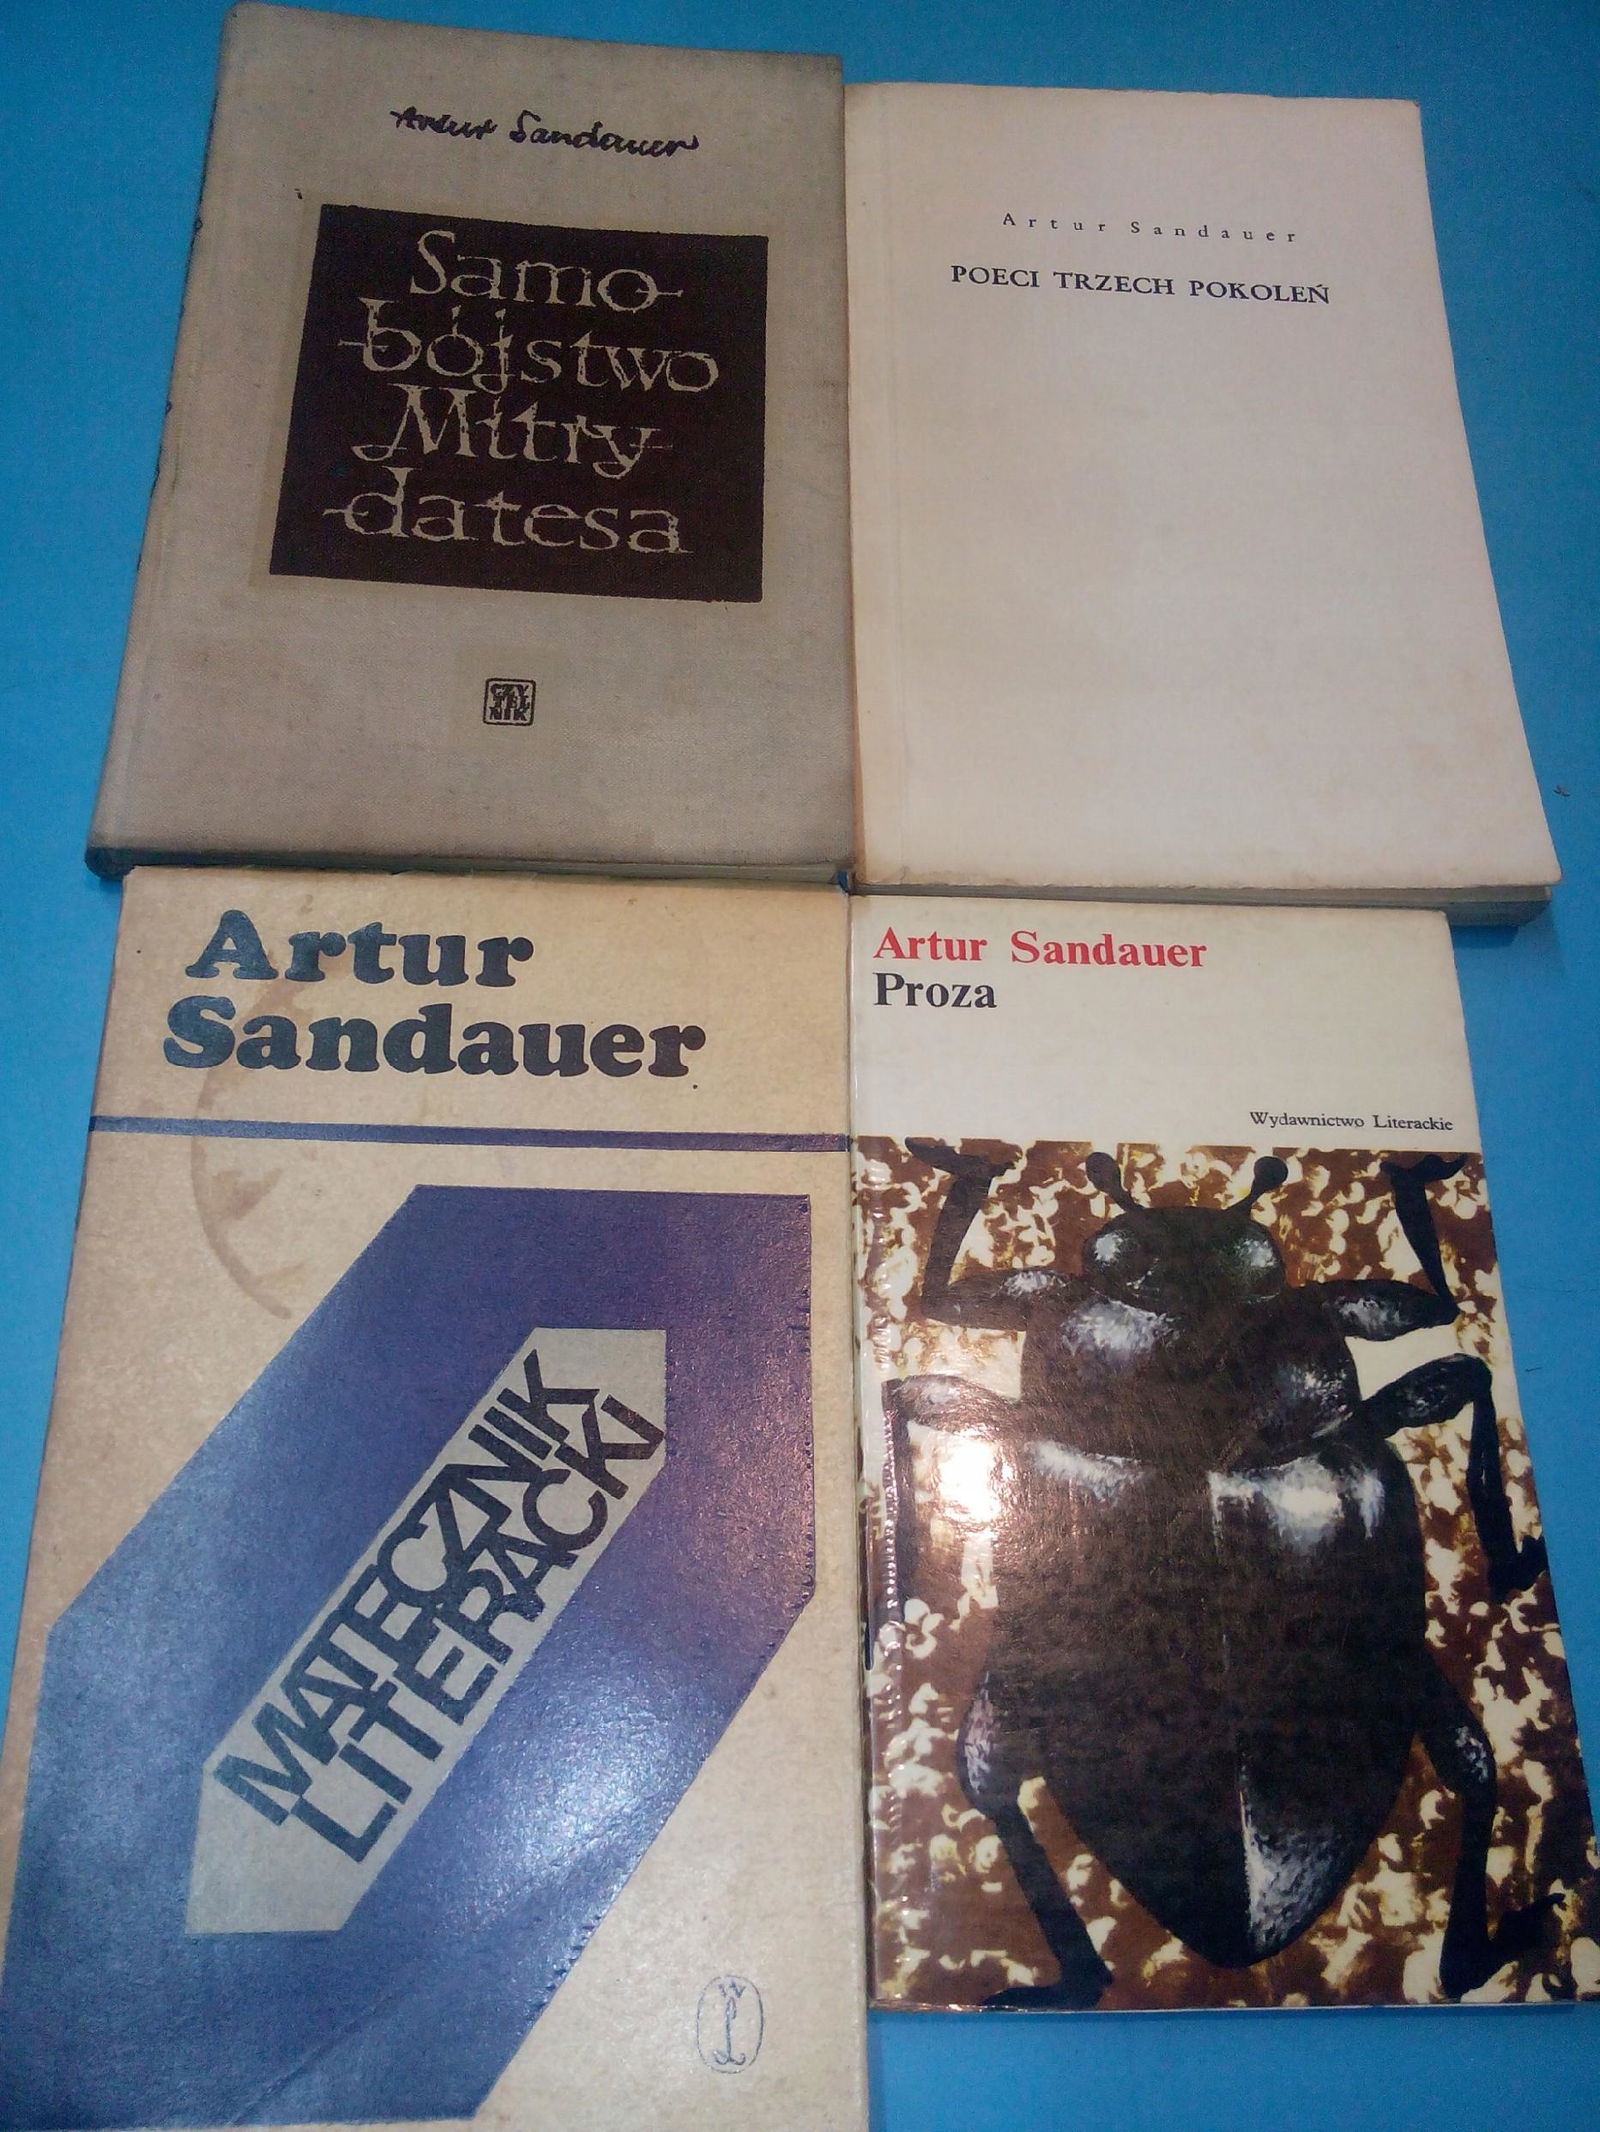 Artur Sandauer
Samo-
bójstwo
Mitry-
datesa
CZY
TEL
NIK
Artur Sandauer
POECI TRZECH POKOLEŃ
Artur
Sandauer
MATECZNIK
LITERACKI
Artur Sandauer
Proza
Wydawnictwo Literackie